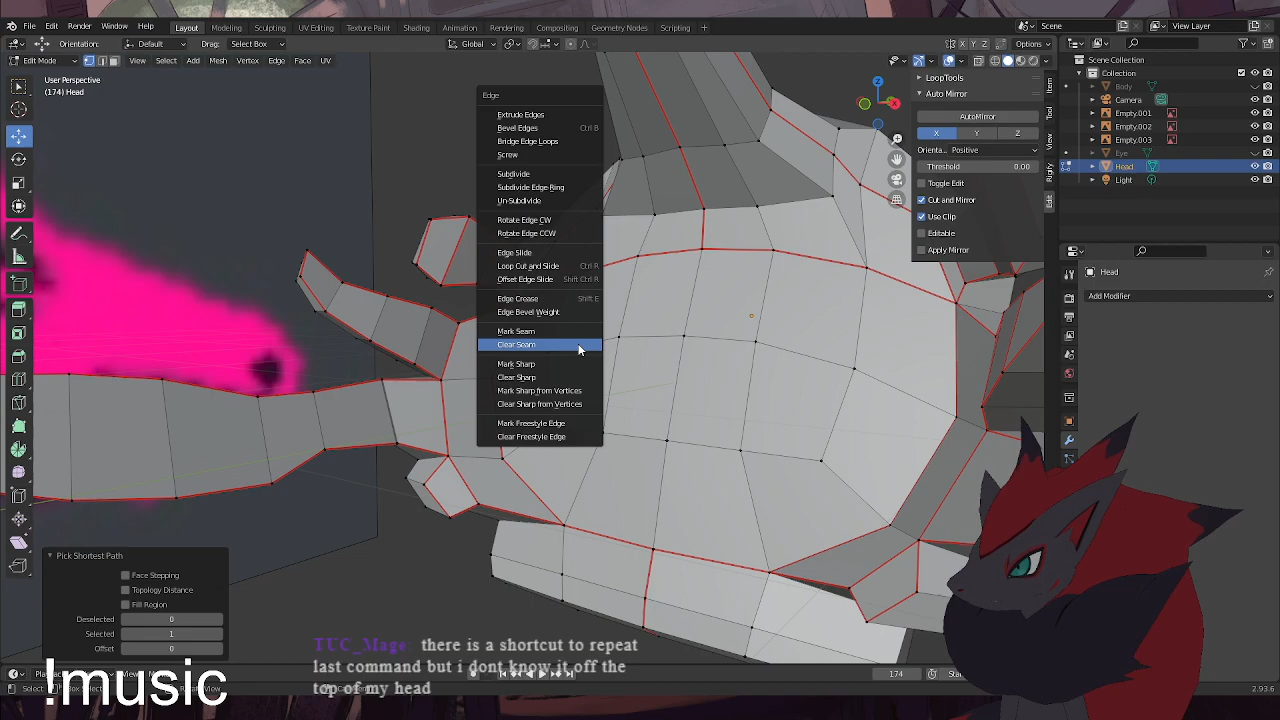 File Edit Render Window Help
Layout Modeling Sculpting UV Editing Texture Paint Shading Animation Rendering Compositing Geometry Nodes Scripting +
Scene View Layer
Orientation: Default Drag: Select Box Global X Y Z Options
Edit Mode View Select Add Mesh Vertex Edge Face UV
User Perspective
(174) Head
Edge
Extrude Edges
Bevel Edges Ctrl B
Bridge Edge Loops
Screw
Subdivide
Subdivide Edge-Ring
Un-Subdivide
Rotate Edge CW
Rotate Edge CCW
Edge Slide
Loop Cut and Slide Ctrl R
Offset Edge Slide Shift Ctrl R
Edge Crease Shift E
Edge Bevel Weight
Mark Seam
Clear Seam
Mark Sharp
Clear Sharp
Mark Sharp from Vertices
Clear Sharp from Vertices
Mark Freestyle Edge
Clear Freestyle Edge
Z
X
LoopTools
Auto Mirror
AutoMirror
X Y Z
Orienta.. Positive
Threshold 0.00
Toggle Edit
Cut and Mirror
Use Clip
Editable
Apply Mirror
Item
Tool
View
Rigify
Edit
Scene Collection
Collection
Body
Camera
Empty.001
Empty.002
Empty.003
Eye
Head
Light
Head
Add Modifier
Pick Shortest Path
Face Stepping
Topology Distance
Fill Region
Deselected 0
Selected 1
Offset 0
TUC_Mage: there is a shortcut to repeat
last command but i dont know it off the
top of my head
!music
174
Select
2.93.6